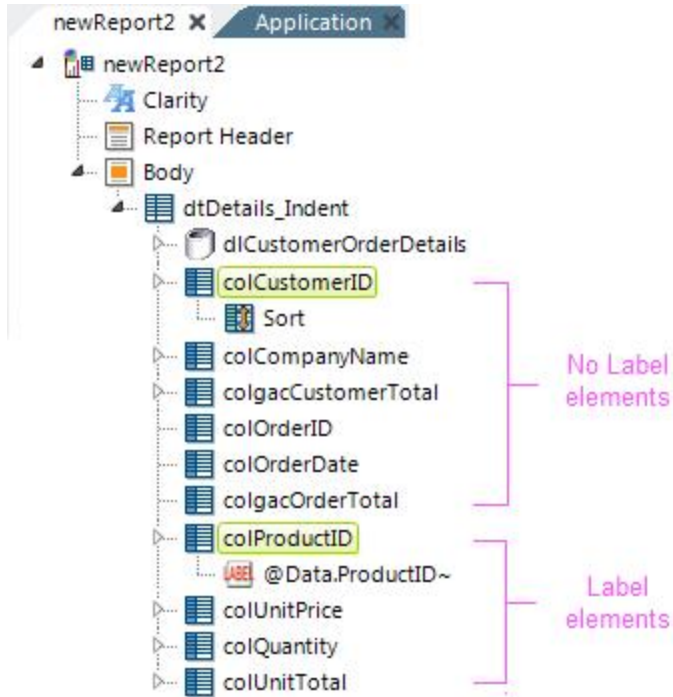 newReport2
Application
newReport2
Clarity
Report Header
Body
dtDetails_Indent
dlCustomerOrderDetails
colCustomerID
Sort
colCompanyName
colgacCustomerTotal
colOrderID
colOrderDate
colgacOrderTotal
No Label
elements
colProductID
LABEL @Data.ProductID~
colUnitPrice
colQuantity
colUnitTotal
Label
elements